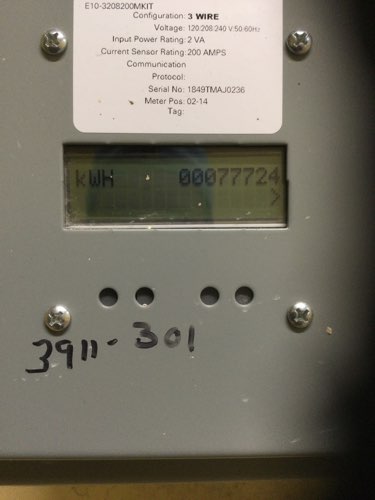 E10-3208200MKIT
Configuration: 3 WIRE
Voltage: 120:208:240 V:50-60Hz
Input Power Rating: 2 VA
Current Sensor Rating: 200 AMPS
Communication
Protocol:
Serial No: 1849TMAJ0236
Meter Pos: 02-14
Tag:
kWH 00077724
>
3911-301